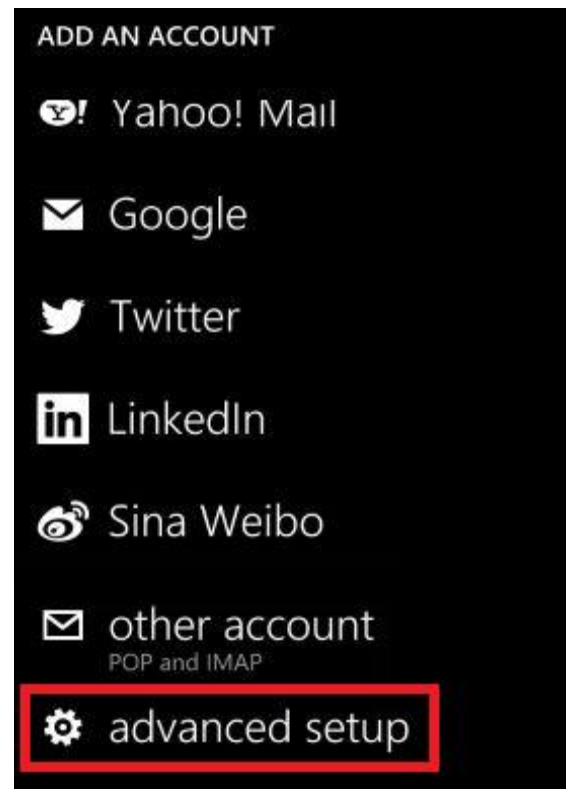 ADD AN ACCOUNT
Y! Yahoo! Mail
Google
Twitter
in LinkedIn
Sina Weibo
other account
POP and IMAP
advanced setup